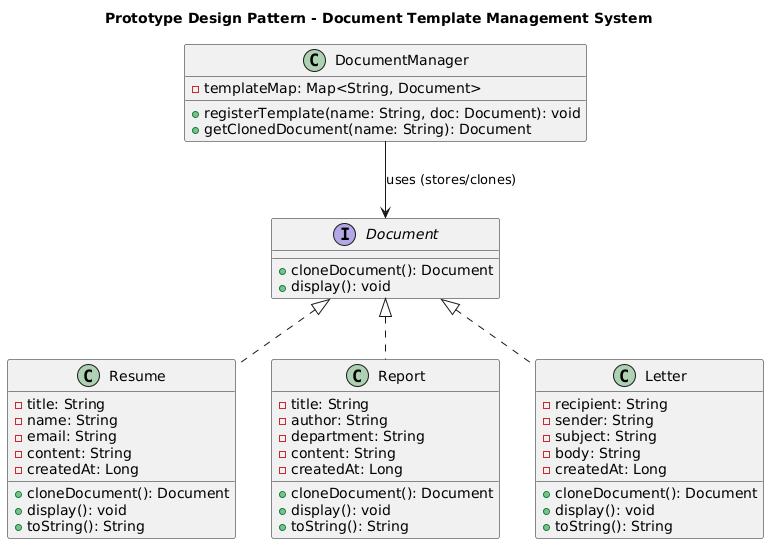 Prototype Design Pattern - Document Template Management System
C DocumentManager
templateMap: Map<String, Document>
registerTemplate(name: String, doc: Document): void
getClonedDocument(name: String): Document
uses (stores/clones)
I Document
cloneDocument(): Document
display(): void
C Resume
title: String
name: String
email: String
content: String
createdAt: Long
cloneDocument(): Document
display(): void
toString(): String
C Report
title: String
author: String
department: String
content: String
createdAt: Long
cloneDocument(): Document
display(): void
toString(): String
C Letter
recipient: String
sender: String
subject: String
body: String
createdAt: Long
cloneDocument(): Document
display(): void
toString(): String